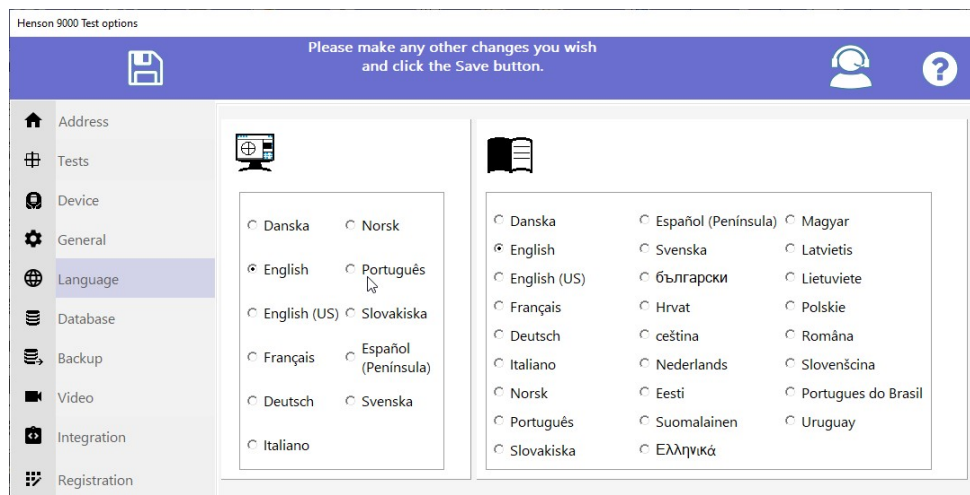 Henson 9000 Test options
Please make any other changes you wish
and click the Save button.
?
Address
Tests
Device
General
Language
Database
Backup
Video
Integration
Registration
Danska
Norsk
English
Português
English (US)
Slovakiska
Français
Español
(Península)
Deutsch
Svenska
Italiano
Danska
English
English (US)
Français
Deutsch
Italiano
Norsk
Português
Slovakiska
Español (Península)
Svenska
български
Hrvat
ceština
Nederlands
Eesti
Suomalainen
Ελληνικά
Magyar
Latvietis
Lietuviete
Polskie
Româna
Slovenšcina
Portugues do Brasil
Uruguay